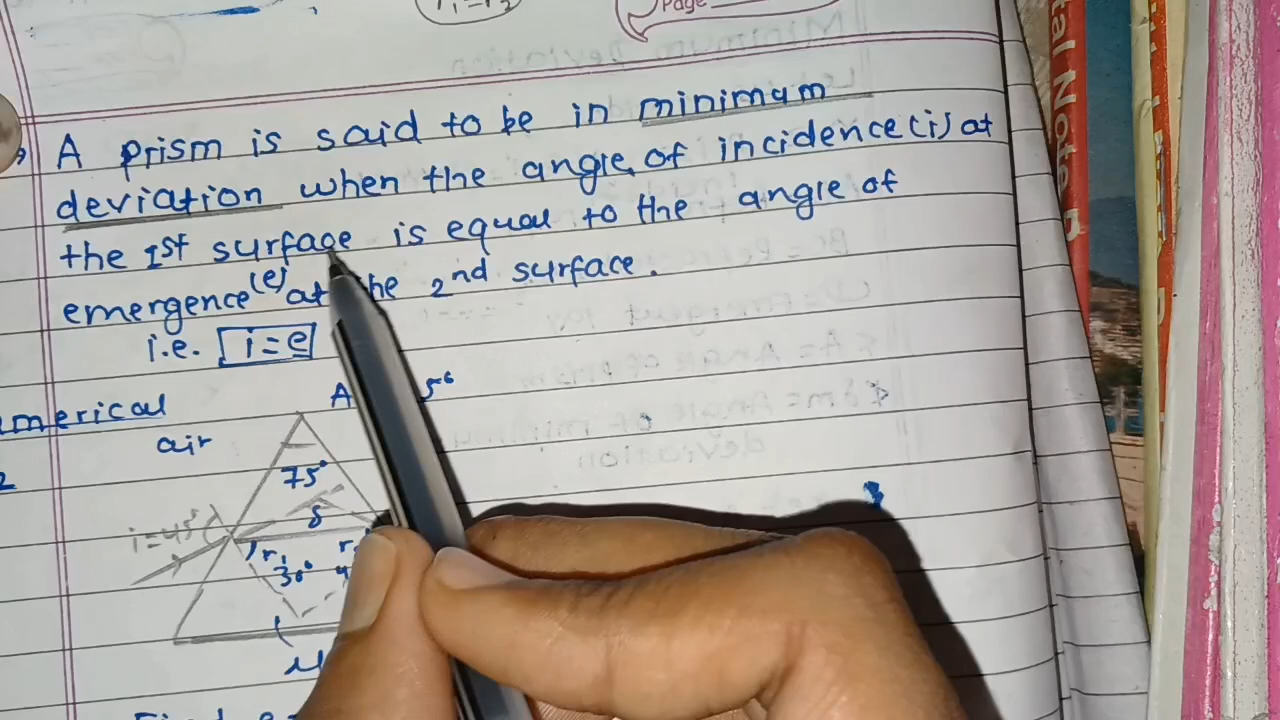 Page
A prism is said to be in minimum
deviation when the angle of incidence (i) at
the 1st surface is equal to the angle of
emergence (e) at the 2nd surface.
i.e. i=e
merical
A
air
75°
δ
i=45°
r1
30°